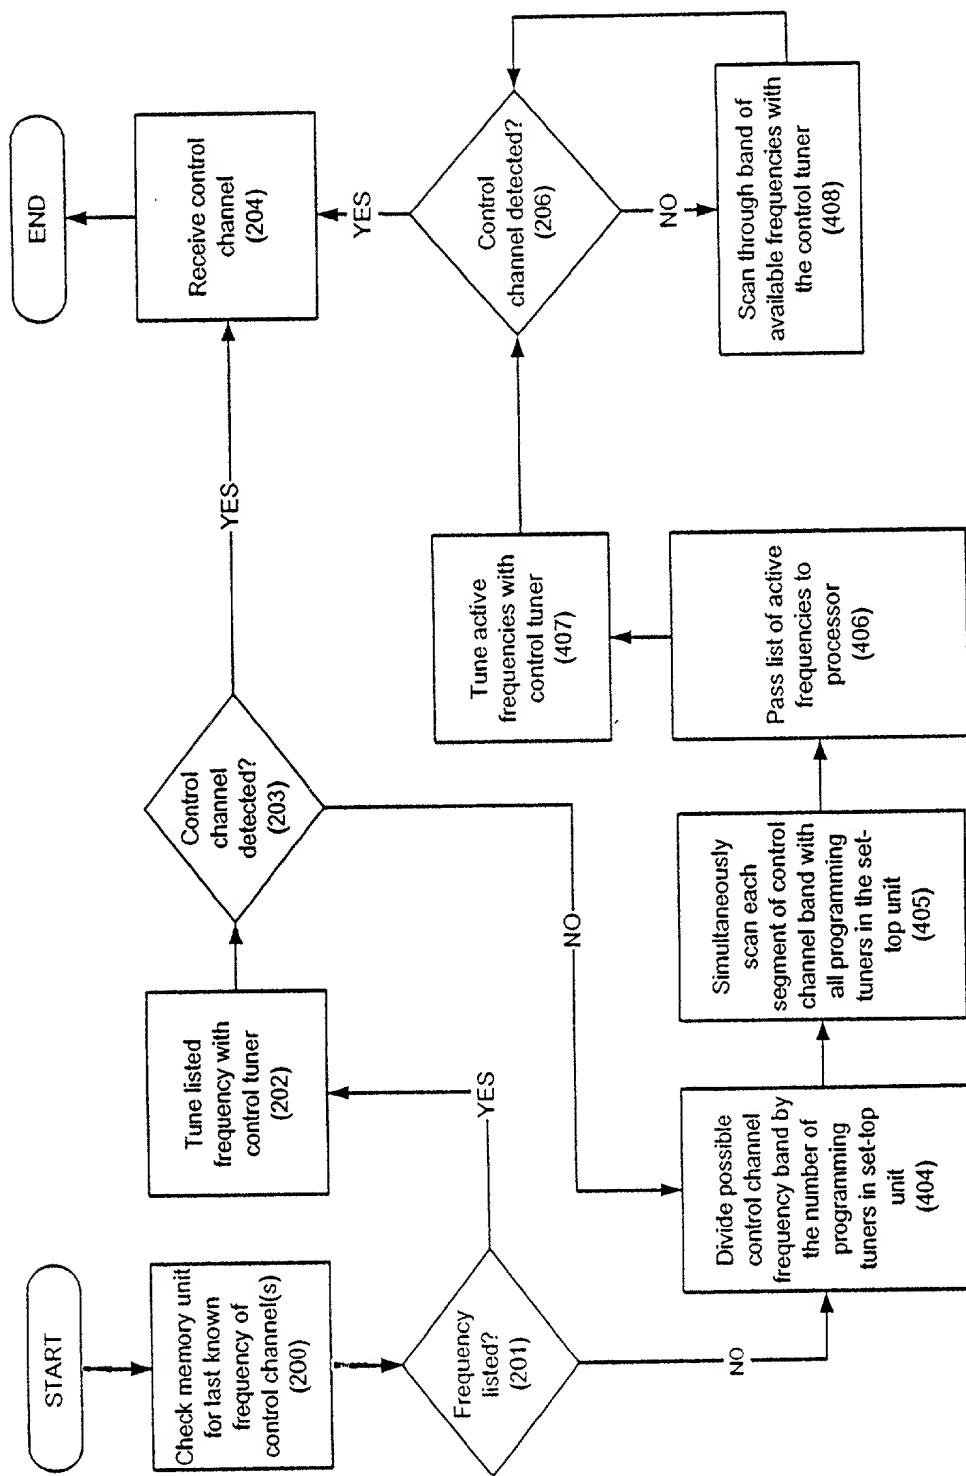 START
Check memory unit
for last known
frequency of
control channel(s)
(200)
Frequency
listed?
(201)
YES
NO
Tune listed
frequency with
control tuner
(202)
Control
channel
detected?
(203)
YES
NO
Receive control
channel
(204)
END
Divide possible
control channel
frequency band by
the number of
programming
tuners in set-top
unit
(404)
Simultaneously
scan each
segment of control
channel band with
all programming
tuners in the set-
top unit
(405)
Pass list of active
frequencies to
processor
(406)
Tune active
frequencies with
control tuner
(407)
Control
channel detected?
(206)
YES
NO
Scan through band of
available frequencies with
the control tuner
(408)